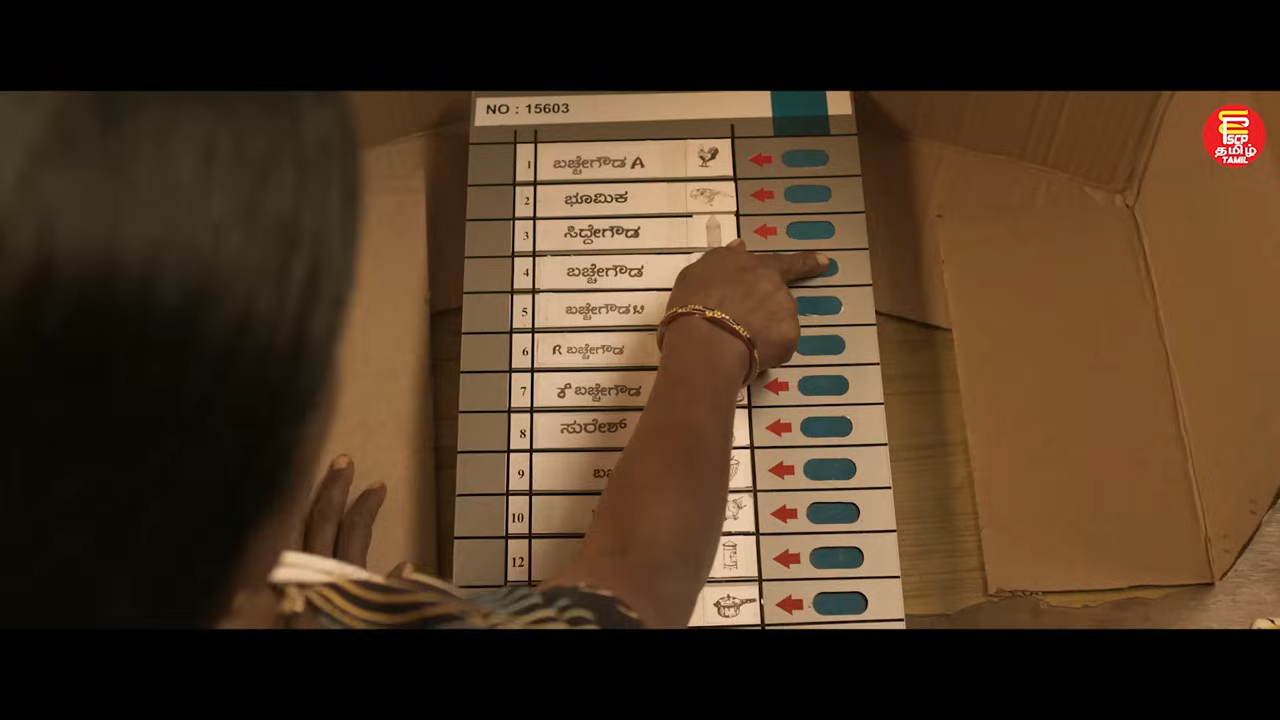 NO : 15603
1 ಬಚ್ಚೇಗೌಡ A
2 ಭೂಮಿಕ
3 ಸಿದ್ದೇಗೌಡ
4 ಬಚ್ಚೇಗೌಡ
5 ಬಚ್ಚೇಗೌಡ
6 R ಬಚ್ಚೇಗೌಡ
7 ಕೆ ಬಚ್ಚೇಗೌಡ
8 ಸುರೇಶ್
9
10
12
SCP
தமிழ்
TAMIL